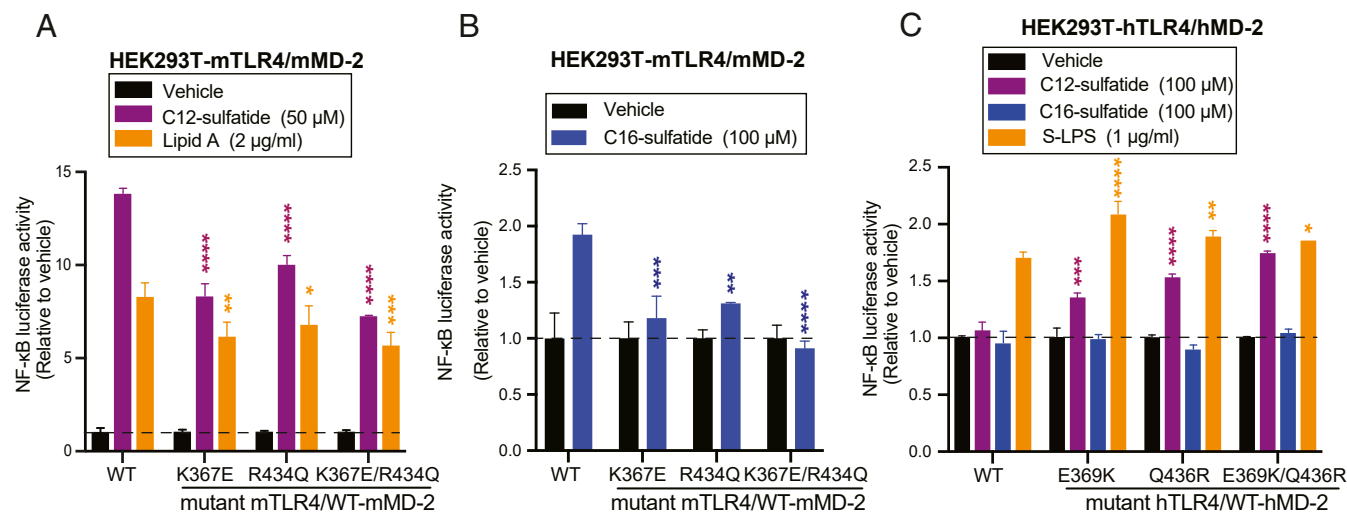 A
HEK293T-mTLR4/mMD-2
Vehicle
C12-sulfatide (50 µM)
Lipid A (2 µg/ml)
NF-κB luciferase activity
(Relative to vehicle)
15
10
5
0
****
**
****
*
****
***
WT
K367E
R434Q
K367E/R434Q
mutant mTLR4/WT-mMD-2
B
HEK293T-mTLR4/mMD-2
Vehicle
C16-sulfatide (100 µM)
NF-κB luciferase activity
(Relative to vehicle)
2.5
2.0
1.5
1.0
0.5
0.0
***
**
****
WT
K367E
R434Q
K367E/R434Q
mutant mTLR4/WT-mMD-2
C
HEK293T-hTLR4/hMD-2
Vehicle
C12-sulfatide (100 µM)
C16-sulfatide (100 µM)
S-LPS (1 µg/ml)
NF-κB luciferase activity
(Relative to vehicle)
2.5
2.0
1.5
1.0
0.5
0.0
***
****
****
**
****
*
WT
E369K
Q436R
E369K/Q436R
mutant hTLR4/WT-hMD-2